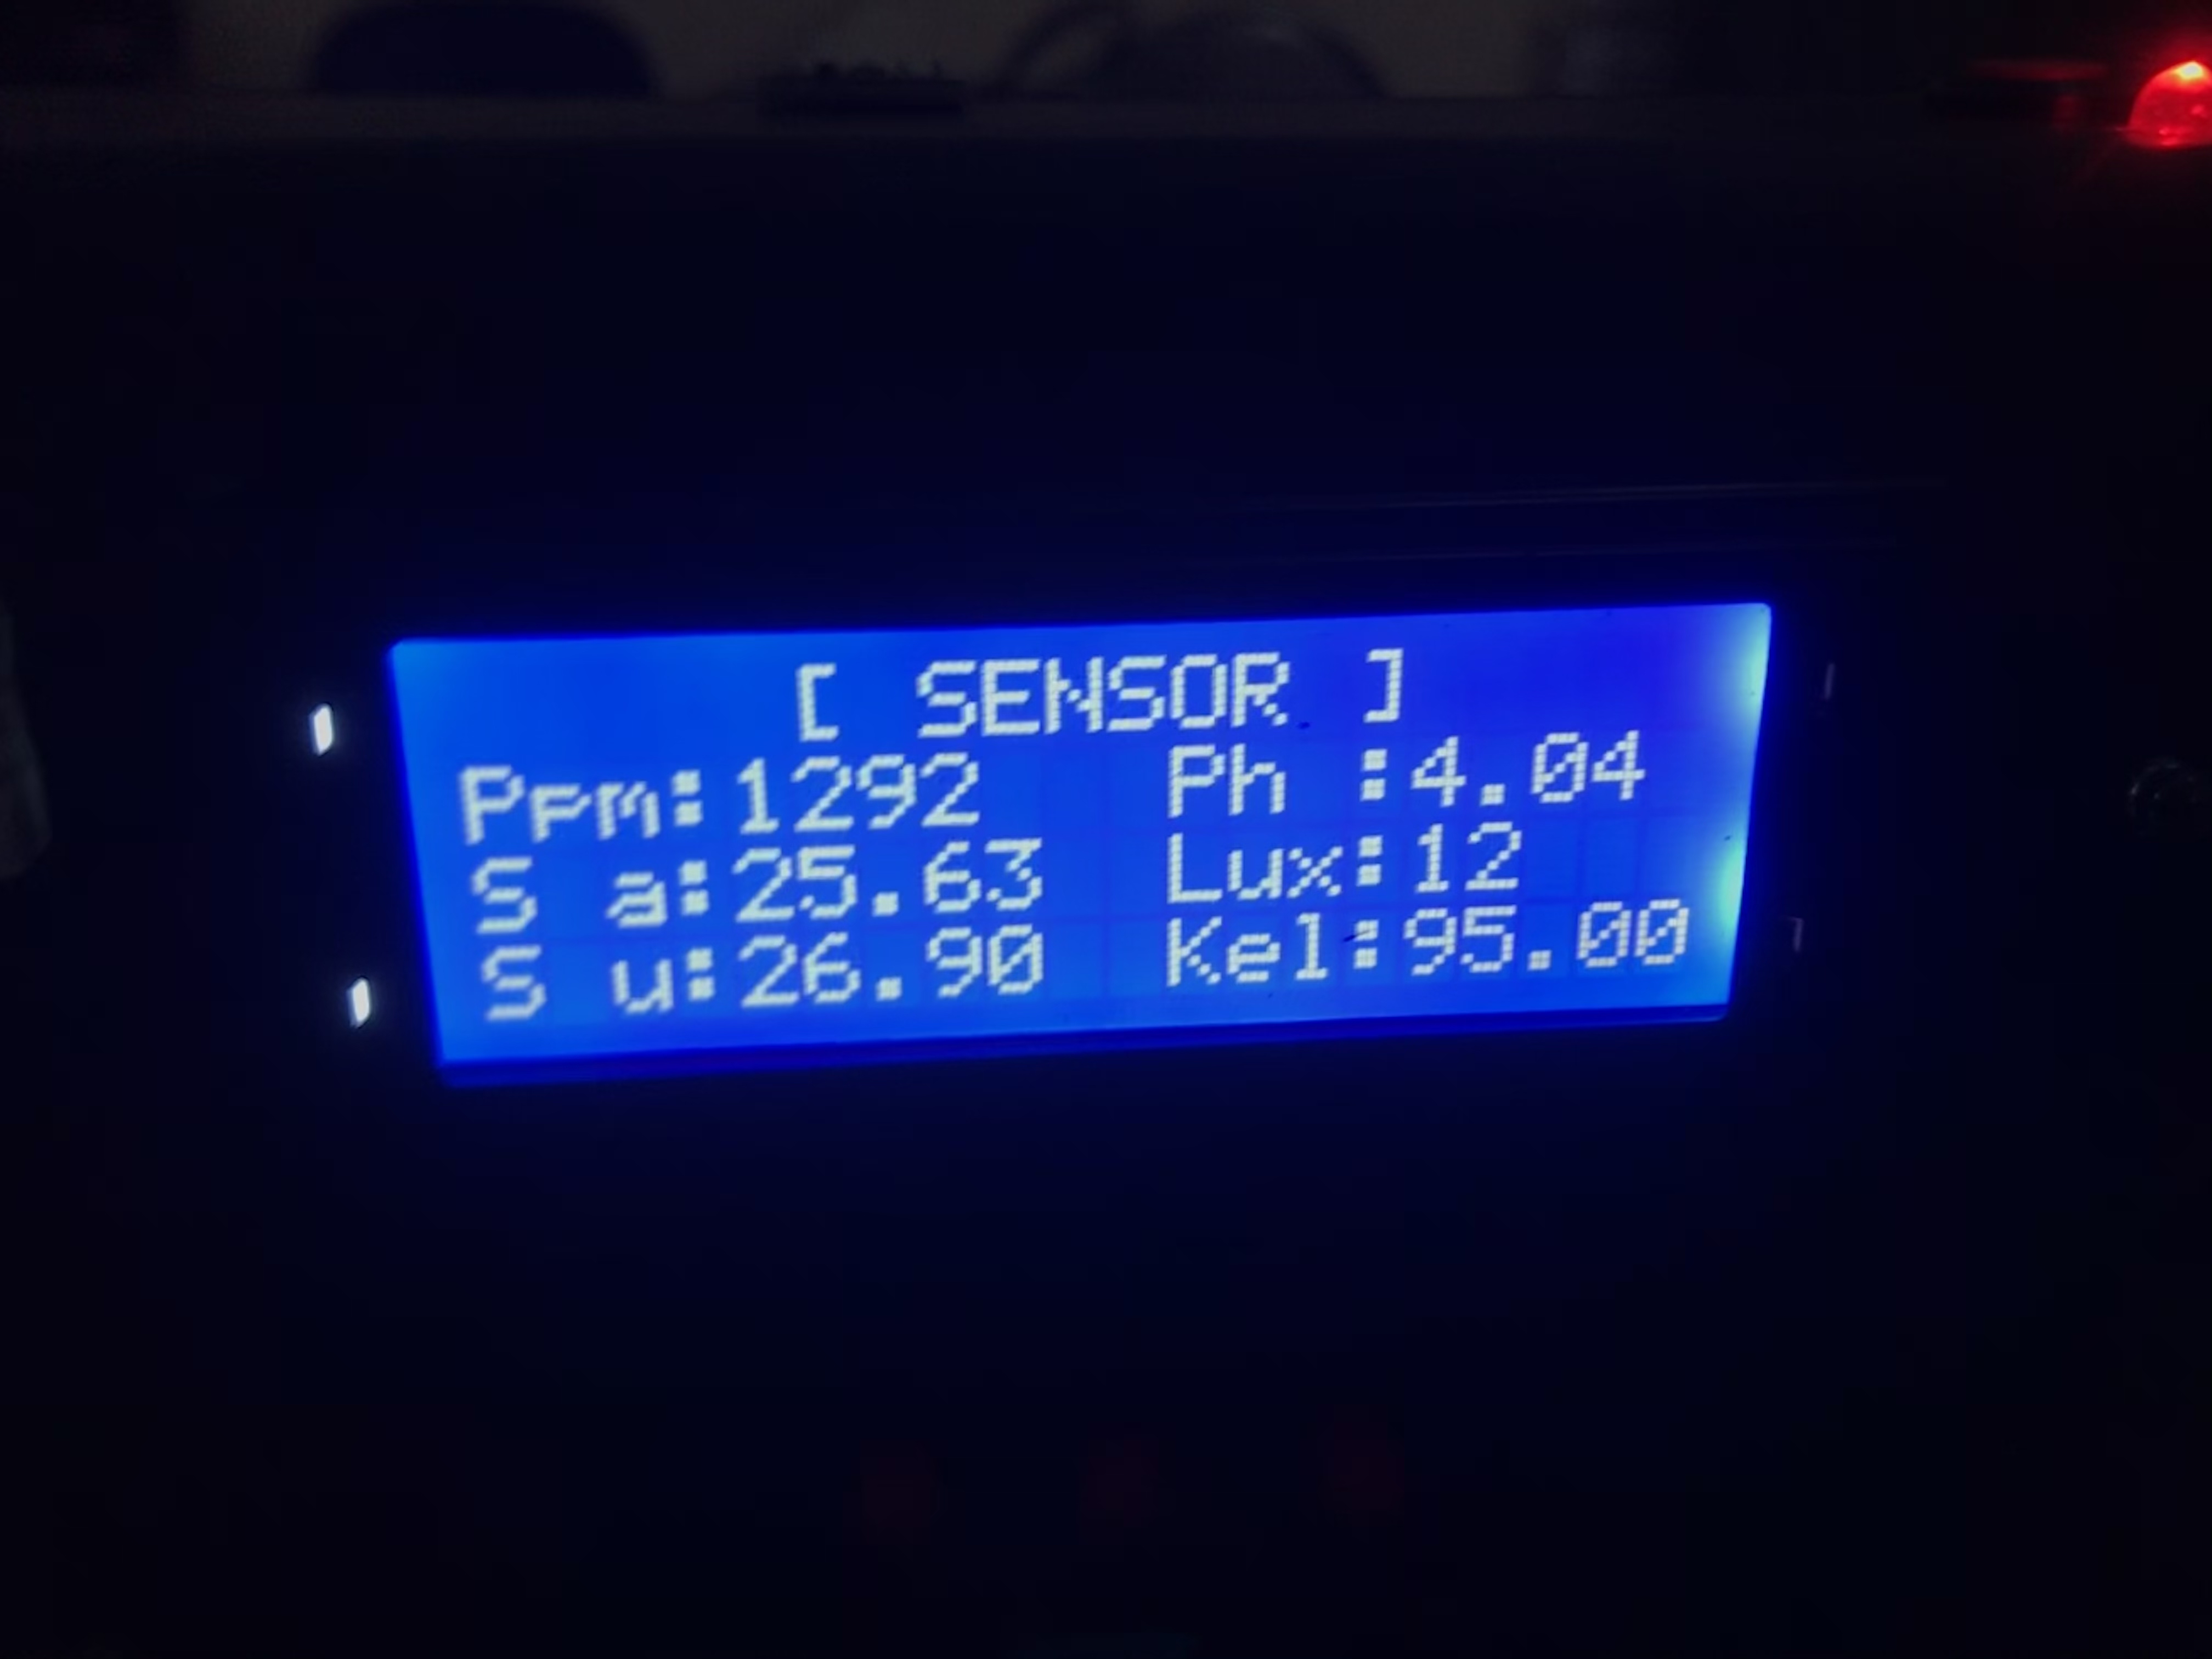 [ SENSOR ]
Ppm:1292 Ph :4.04
S a:25.63 Lux:12
S u:26.90 Kel:95.00